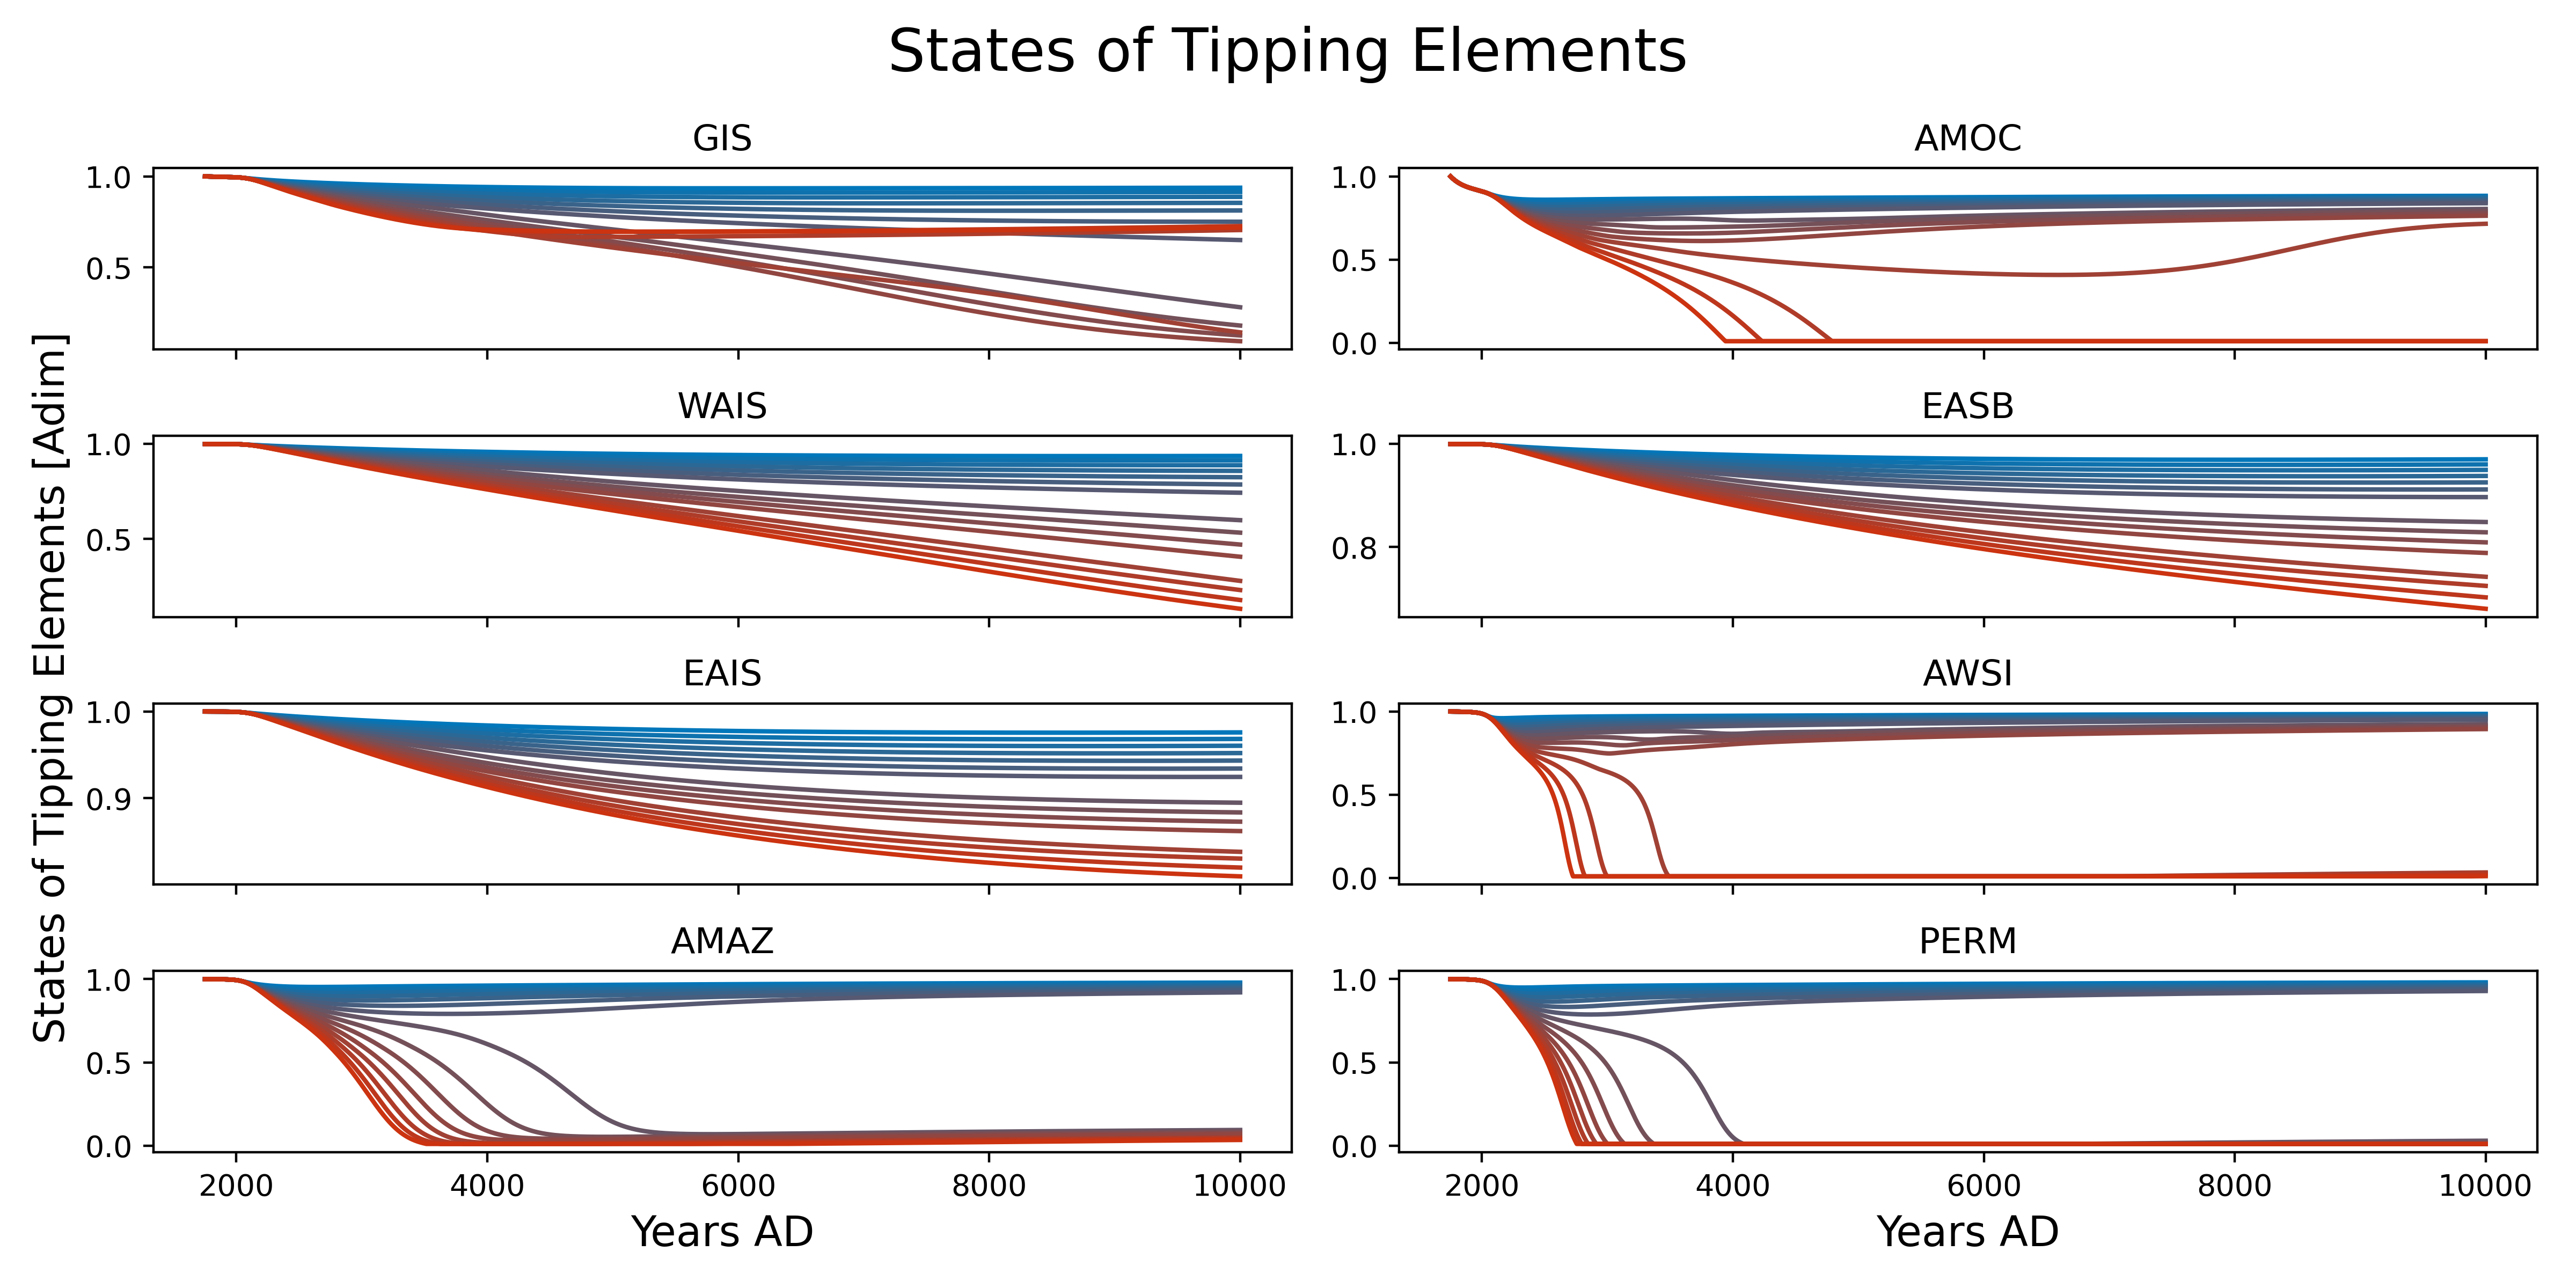 States of Tipping Elements
States of Tipping Elements [Adim]
GIS
1.0
0.5
AMOC
1.0
0.5
0.0
WAIS
1.0
0.5
EASB
1.0
0.8
EAIS
1.0
0.9
AWSI
1.0
0.5
0.0
AMAZ
1.0
0.5
0.0
2000 4000 6000 8000 10000
Years AD
PERM
1.0
0.5
0.0
2000 4000 6000 8000 10000
Years AD